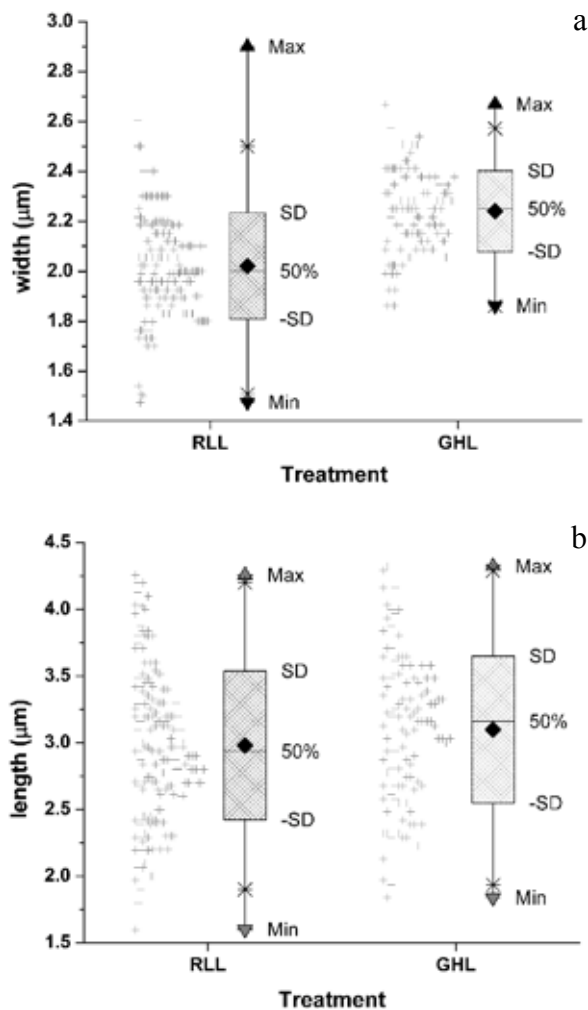 a
3.0
2.8
2.6
2.4
2.2
2.0
1.8
1.6
1.4
width (μm)
Max
SD
50%
-SD
Min
Max
SD
50%
-SD
Min
RLL
GHL
Treatment
b
4.5
4.0
3.5
3.0
2.5
2.0
1.5
length (μm)
Max
SD
50%
-SD
Min
Max
SD
50%
-SD
Min
RLL
GHL
Treatment